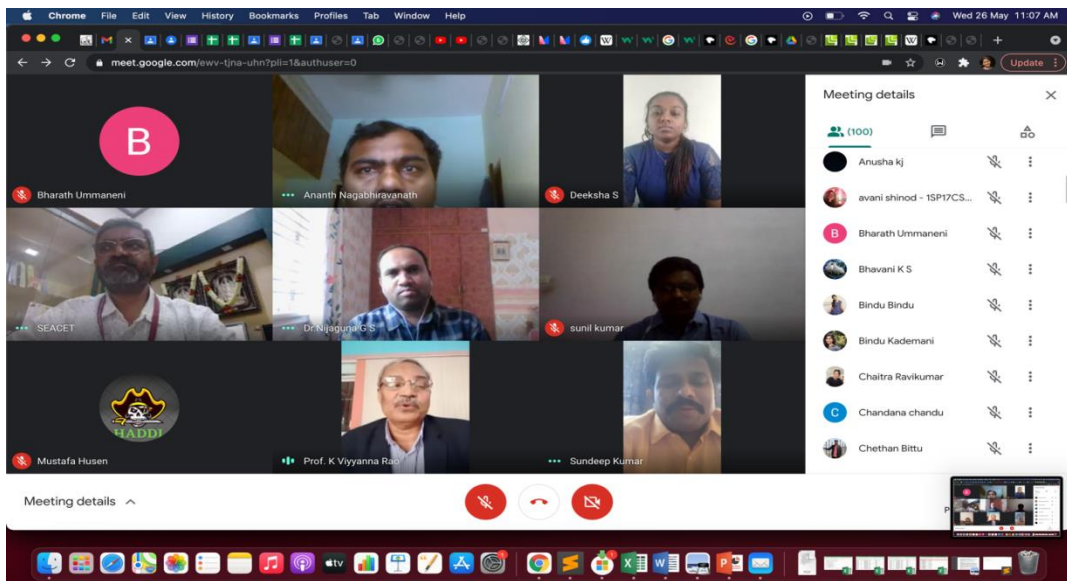 Chrome File Edit View History Bookmarks Profiles Tab Window Help
Wed 26 May 11:07 AM
meet.google.com/ewv-tjna-uhn?pli=1&authuser=0
Update
B
Bharath Ummaneni
Ananth Nagabhiravanath
Deeksha S
SEACET
Dr.Nijaguna G S
sunil kumar
HADDI
Mustafa Husen
Prof. K Viyyanna Rao
Sundeep Kumar
Meeting details
(100)
Anusha kj
avani shinod - 1SP17CS...
B
Bharath Ummaneni
Bhavani K S
Bindu Bindu
Bindu Kademani
Chaitra Ravikumar
C
Chandana chandu
Chethan Bittu
Meeting details
P
tv